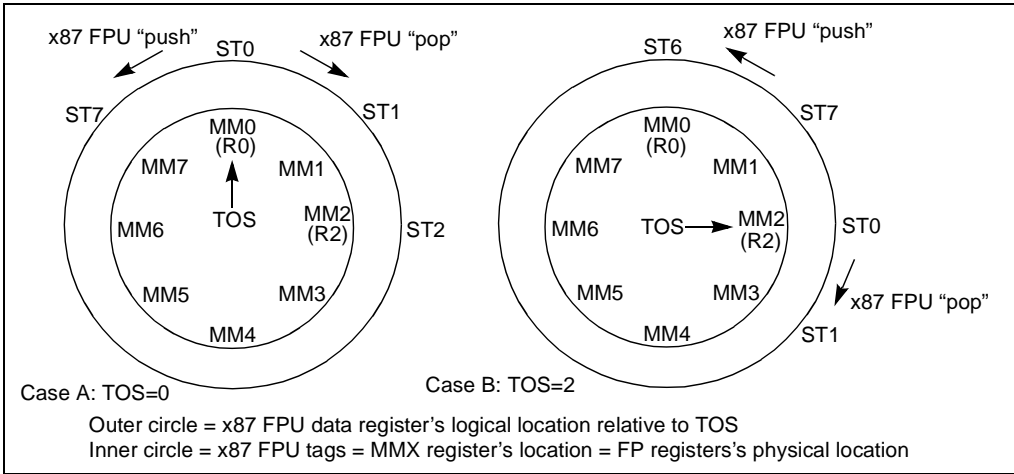 x87 FPU “push”
x87 FPU “pop”
ST0
ST7
ST1
MM0
(R0)
MM7
MM1
TOS
MM6
MM2
(R2)
ST2
MM5
MM3
MM4
Case A: TOS=0
x87 FPU “push”
ST6
ST7
MM0
(R0)
MM7
MM1
MM6
TOS
MM2
(R2)
ST0
MM5
MM3
x87 FPU “pop”
MM4
ST1
Case B: TOS=2
Outer circle = x87 FPU data register’s logical location relative to TOS
Inner circle = x87 FPU tags = MMX register’s location = FP registers’s physical location